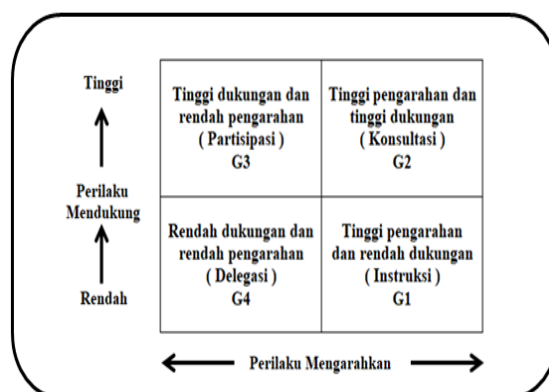 Tinggi
Perilaku
Mendukung
Rendah
Tinggi dukungan dan
rendah pengarahan
( Partisipasi )
G3
Tinggi pengarahan dan
tinggi dukungan
( Konsultasi )
G2
Rendah dukungan dan
rendah pengarahan
(Delegasi )
G4
Tinggi pengarahan
dan rendah dukungan
( Instruksi )
G1
Perilaku Mengarahkan